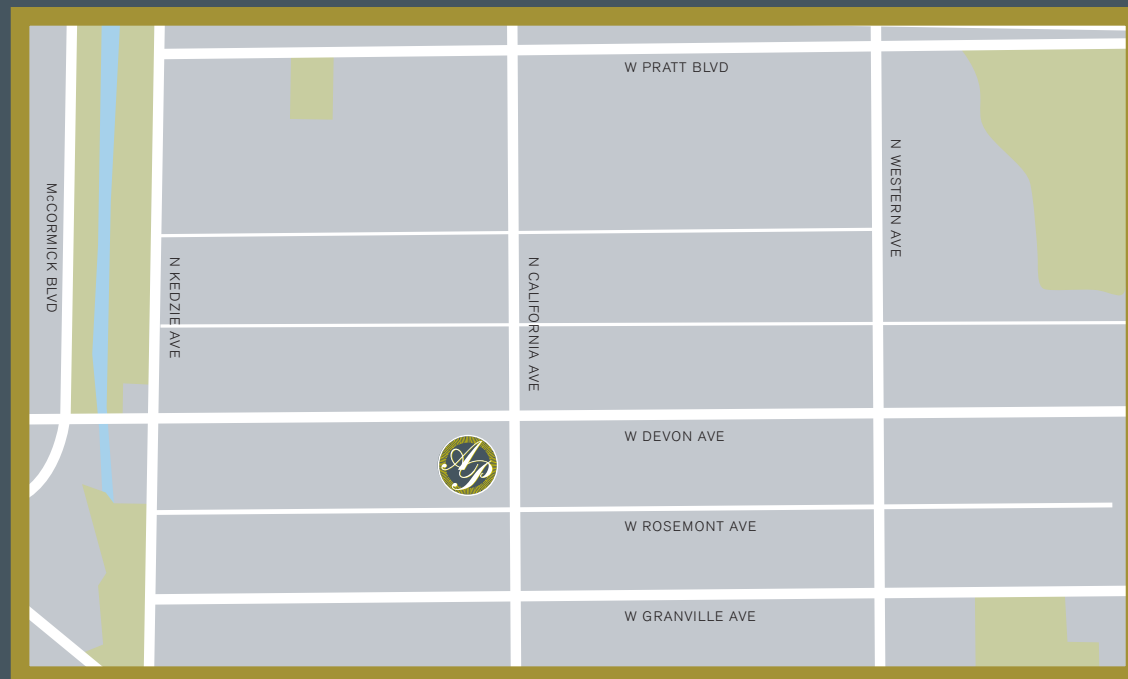 W PRATT BLVD
N WESTERN AVE
McCORMICK BLVD
N KEDZIE AVE
N CALIFORNIA AVE
W DEVON AVE
AP
W ROSEMONT AVE
W GRANVILLE AVE